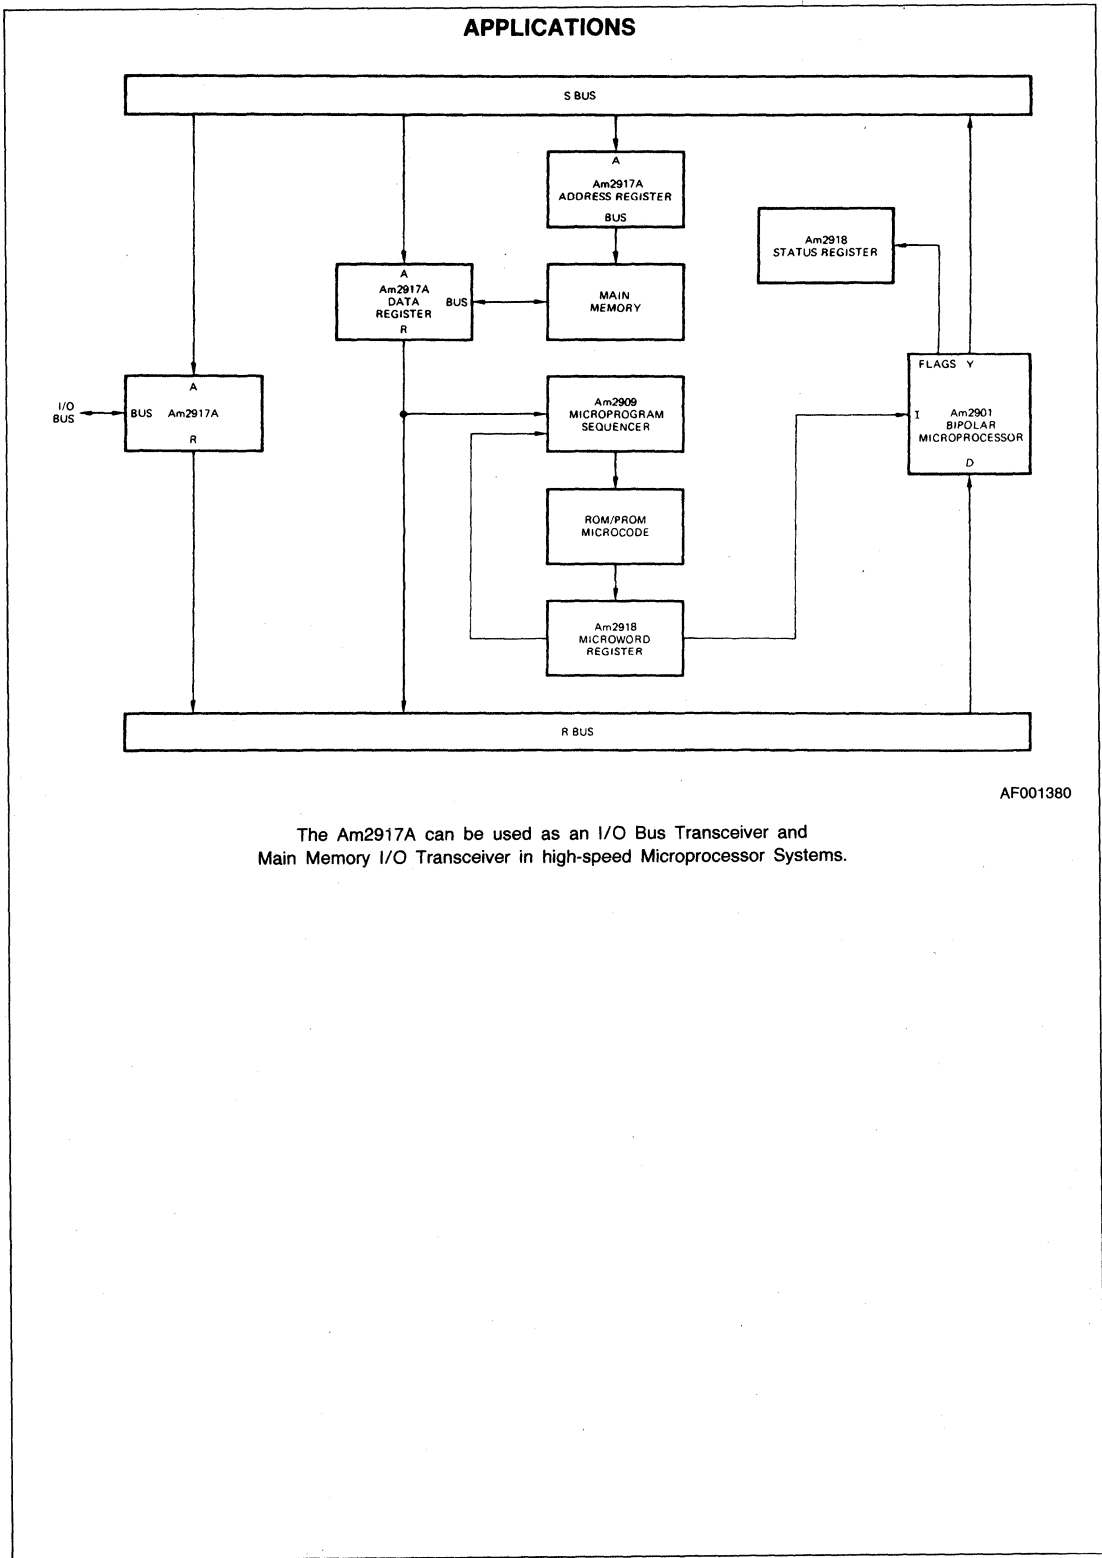 APPLICATIONS
S BUS
A
Am2917A
ADDRESS REGISTER
BUS
Am2918
STATUS REGISTER
A
Am2917A
DATA
REGISTER
BUS
R
MAIN
MEMORY
FLAGS Y
I
Am2901
BIPOLAR
MICROPROCESSOR
D
I/O
BUS
A
BUS Am2917A
R
Am2909
MICROPROGRAM
SEQUENCER
ROM/PROM
MICROCODE
Am2918
MICROWORD
REGISTER
R BUS
AF001380
The Am2917A can be used as an I/O Bus Transceiver and
Main Memory I/O Transceiver in high-speed Microprocessor Systems.